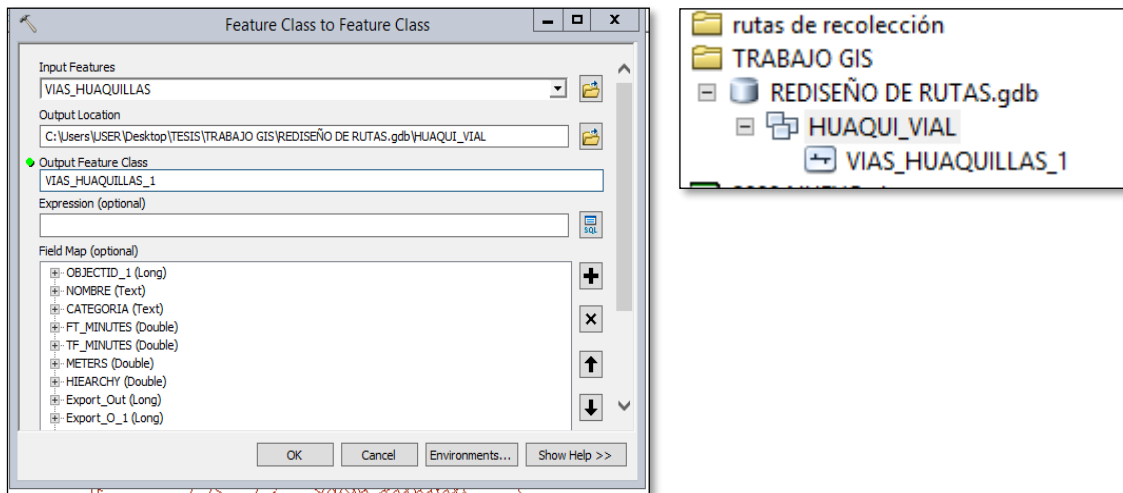 Feature Class to Feature Class
Input Features
VIAS_HUAQUILLAS
Output Location
C:\Users\USER\Desktop\TESIS\TRABAJO GIS\REDISEÑO DE RUTAS.gdb\HUAQUI_VIAL
Output Feature Class
VIAS_HUAQUILLAS_1
Expression (optional)
SQL
Field Map (optional)
OBJECTID_1 (Long)
NOMBRE (Text)
CATEGORIA (Text)
FT_MINUTES (Double)
TF_MINUTES (Double)
METERS (Double)
HIEARCHY (Double)
Export_Out (Long)
Export_O_1 (Long)
OK
Cancel
Environments...
Show Help >>
rutas de recolección
TRABAJO GIS
REDISEÑO DE RUTAS.gdb
HUAQUI_VIAL
VIAS_HUAQUILLAS_1